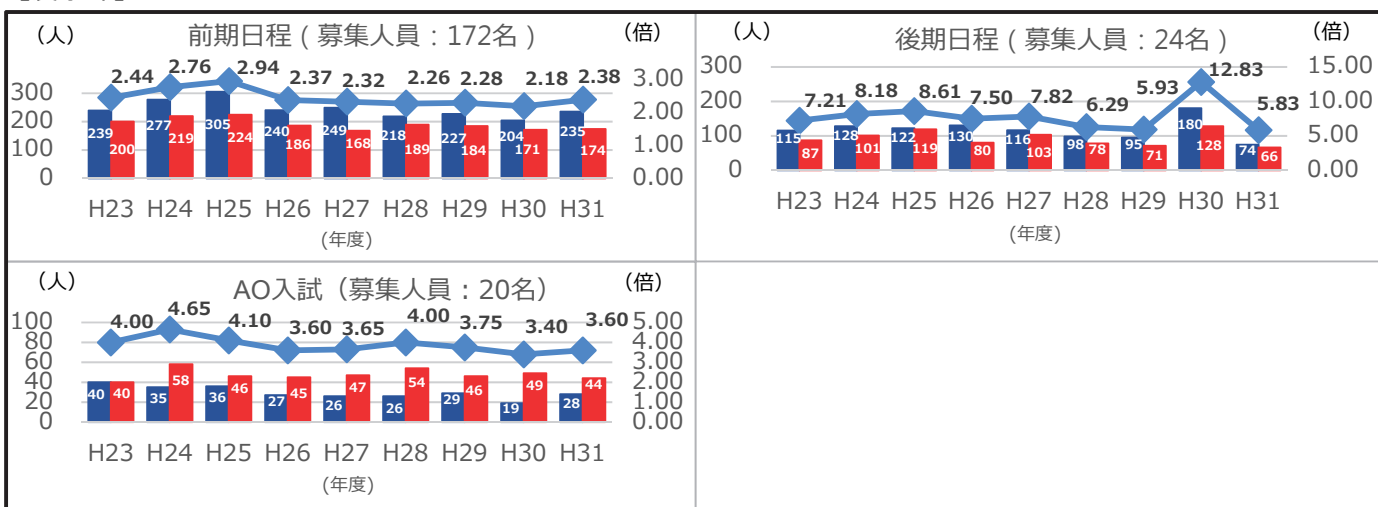 (人) 前期日程 ( 募集人員：172名 ) (倍)
2.44 2.76 2.94 2.37 2.32 2.26 2.28 2.18 2.38
300 200 100 0
3.00 2.00 1.00 0.00
239 277 305 240 249 218 227 204 235
200 219 224 186 168 189 184 171 174
H23 H24 H25 H26 H27 H28 H29 H30 H31
(年度)
(人) 後期日程 ( 募集人員：24名 ) (倍)
7.21 8.18 8.61 7.50 7.82 6.29 5.93 12.83 5.83
300 200 100 0
15.00 10.00 5.00 0.00
115 128 122 130 116 98 95 180 74
87 101 119 80 103 78 71 128 66
H23 H24 H25 H26 H27 H28 H29 H30 H31
(年度)
(人) AO入試（募集人員：20名） (倍)
4.00 4.65 4.10 3.60 3.65 4.00 3.75 3.40 3.60
100 80 60 40 20 0
5.00 4.00 3.00 2.00 1.00 0.00
40 35 36 27 26 26 29 19 28
40 58 46 45 47 54 46 49 44
H23 H24 H25 H26 H27 H28 H29 H30 H31
(年度)